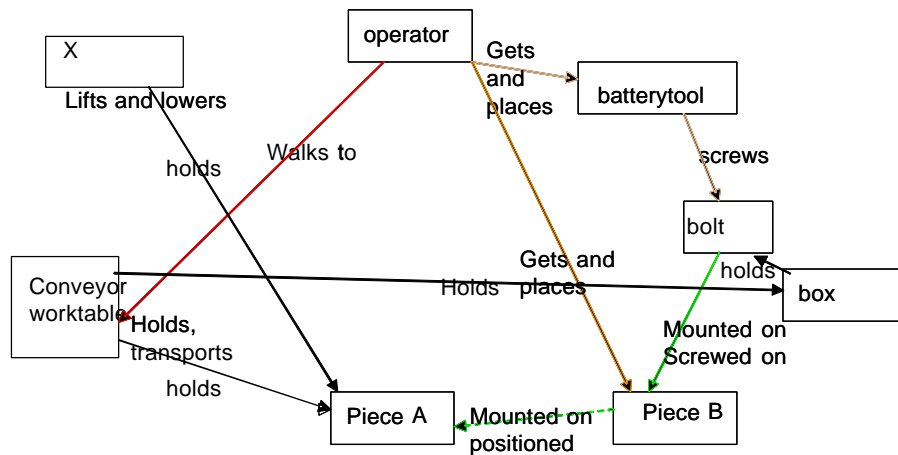 X
operator
Gets
and
places
batterytool
Lifts and lowers
holds
Walks to
screws
bolt
holds
box
Conveyor
worktable
Holds
Gets and
places
Holds,
transports
holds
Mounted on
Screwed on
Piece A
Mounted on
positioned
Piece B